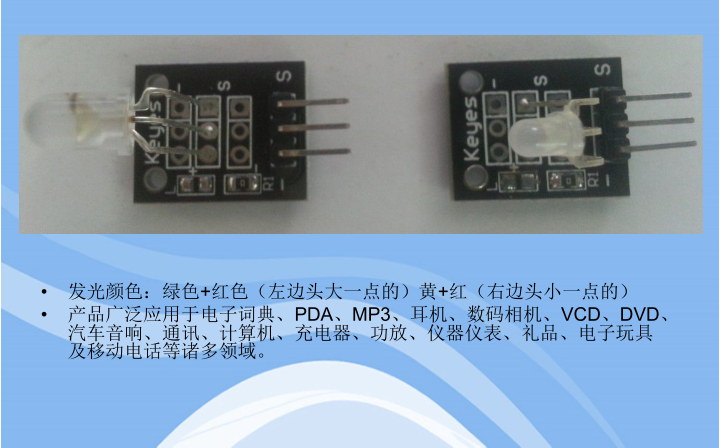 Keyes
S
S
-
L
R1
-
Keyes
S
S
-
L
R1
-
• 发光颜色：绿色+红色（左边头大一点的）黄+红（右边头小一点的）
• 产品广泛应用于电子词典、PDA、MP3、耳机、数码相机、VCD、DVD、
汽车音响、通讯、计算机、充电器、功放、仪器仪表、礼品、电子玩具
及移动电话等诸多领域。